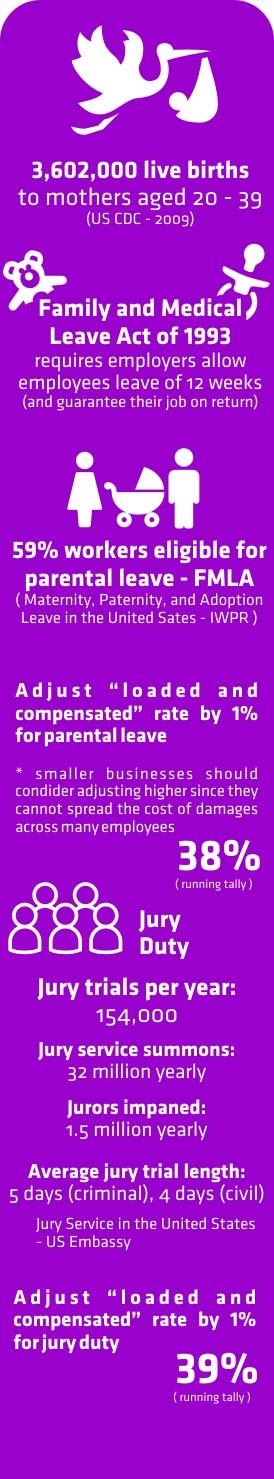 3,602,000 live births
to mothers aged 20 - 39
(US CDC - 2009)
Family and Medical
Leave Act of 1993
requires employers allow
employees leave of 12 weeks
(and guarantee their job on return)
59% workers eligible for
parental leave - FMLA
( Maternity, Paternity, and Adoption
Leave in the United Sates - IWPR )
Adjust “loaded and
compensated” rate by 1%
for parental leave
* smaller businesses should
condider adjusting higher since they
cannot spread the cost of damages
across many employees
38%
( running tally )
Jury
Duty
Jury trials per year:
154,000
Jury service summons:
32 million yearly
Jurors impaned:
1.5 million yearly
Average jury trial length:
5 days (criminal), 4 days (civil)
Jury Service in the United States
- US Embassy
Adjust “loaded and
compensated” rate by 1%
for jury duty
39%
( running tally )